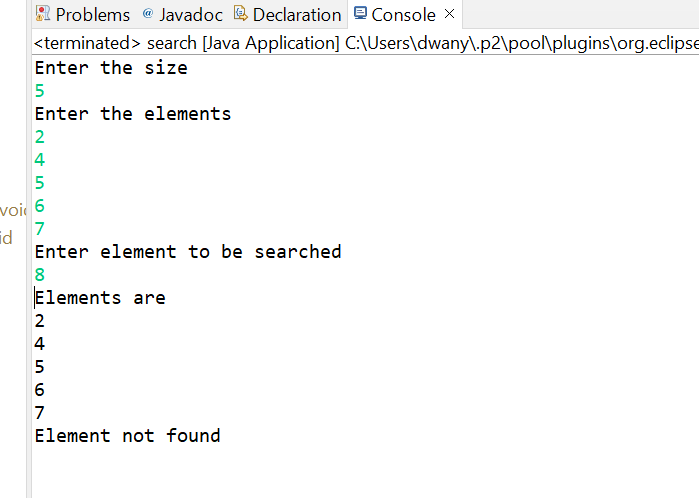 Problems @ Javadoc Declaration Console ×
<terminated> search [Java Application] C:\Users\dwany\.p2\pool\plugins\org.eclipse
Enter the size
5
Enter the elements
2
4
5
6
7
Enter element to be searched
8
Elements are
2
4
5
6
7
Element not found